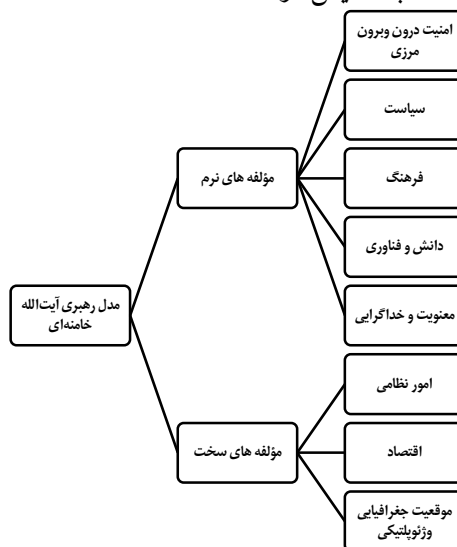 امنیت درون وبرون
مرزی
سیاست
فرهنگ
دانش و فناوری
معنویت و خداگرایی
مؤلفه های نرم
مدل رهبری آیت‌الله
خامنه‌ای
امور نظامی
اقتصاد
موقعیت جغرافیایی
وژئوپلتیکی
مؤلفه های سخت